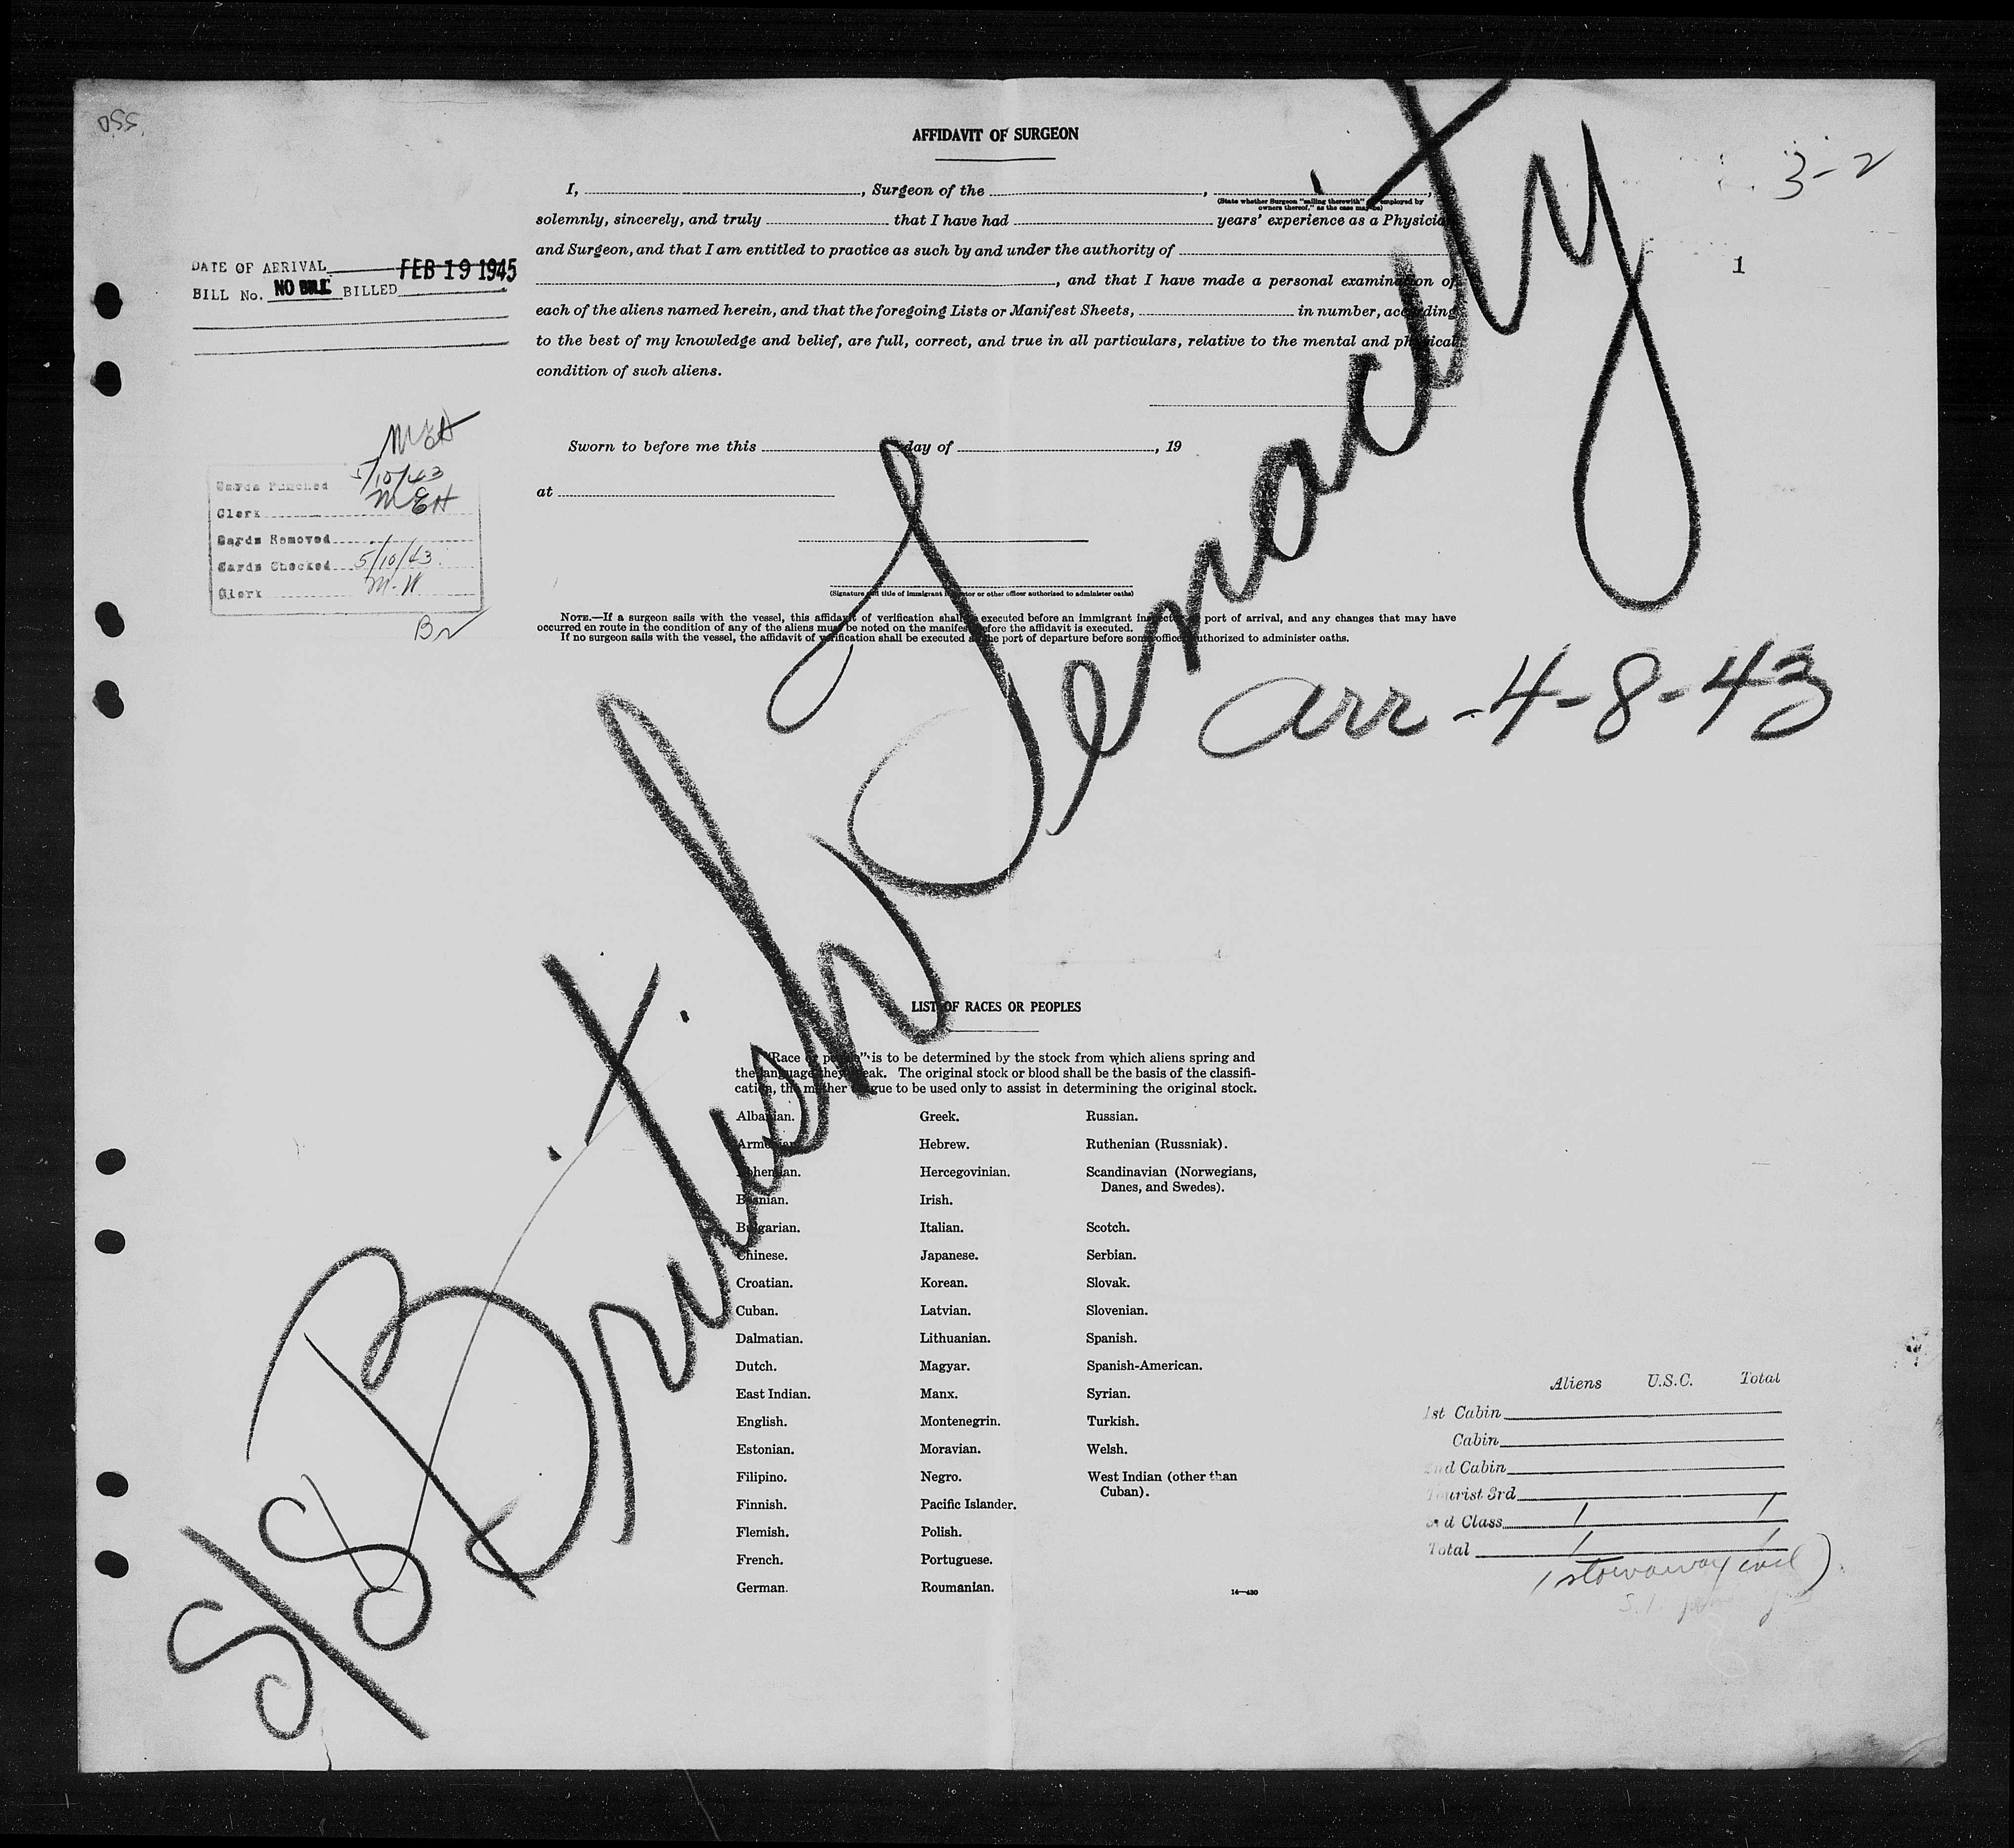 OSS.
AFFIDAVIT OF SURGEON
3-2
I, , Surgeon of the , ,
(State whether Surgeon "sailing therewith" or employed by
owners thereof," as the case may be)
solemnly, sincerely, and truly that I have had years' experience as a Physician
and Surgeon, and that I am entitled to practice as such by and under the authority of
, and that I have made a personal examination of
each of the aliens named herein, and that the foregoing Lists or Manifest Sheets, in number, according
to the best of my knowledge and belief, are full, correct, and true in all particulars, relative to the mental and physical
condition of such aliens.
1
DATE OF ARRIVAL FEB 19 1945
BILL No. NO BILL BILLED
Sworn to before me this day of , 19
at
MEH
Cards Punched 5/10/43
Clerk MEH
Cards Removed
Cards Checked 5/10/43
Clerk M.W.
Br
(Signature and title of immigrant inspector or other officer authorized to administer oaths)
NOTE.—If a surgeon sails with the vessel, this affidavit of verification shall be executed before an immigrant inspector at port of arrival, and any changes that may have
occurred en route in the condition of any of the aliens must be noted on the manifest before the affidavit is executed.
If no surgeon sails with the vessel, the affidavit of verification shall be executed at the port of departure before some officer authorized to administer oaths.
S/S British Tenacity
arr - 4-8-43
LIST OF RACES OR PEOPLES
"Race or people" is to be determined by the stock from which aliens spring and
the language they speak. The original stock or blood shall be the basis of the classifi-
cation, the mother tongue to be used only to assist in determining the original stock.
Albanian.
Armenian.
Bohemian.
Bosnian.
Bulgarian.
Chinese.
Croatian.
Cuban.
Dalmatian.
Dutch.
East Indian.
English.
Estonian.
Filipino.
Finnish.
Flemish.
French.
German.
Greek.
Hebrew.
Hercegovinian.
Irish.
Italian.
Japanese.
Korean.
Latvian.
Lithuanian.
Magyar.
Manx.
Montenegrin.
Moravian.
Negro.
Pacific Islander.
Polish.
Portuguese.
Roumanian.
Russian.
Ruthenian (Russniak).
Scandinavian (Norwegians,
Danes, and Swedes).
Scotch.
Serbian.
Slovak.
Slovenian.
Spanish.
Spanish-American.
Syrian.
Turkish.
Welsh.
West Indian (other than
Cuban).
14—430
Aliens U.S.C. Total
1st Cabin
Cabin
2nd Cabin
Tourist 3rd
3rd Class 1 1
Total 1 1
1 stowaway